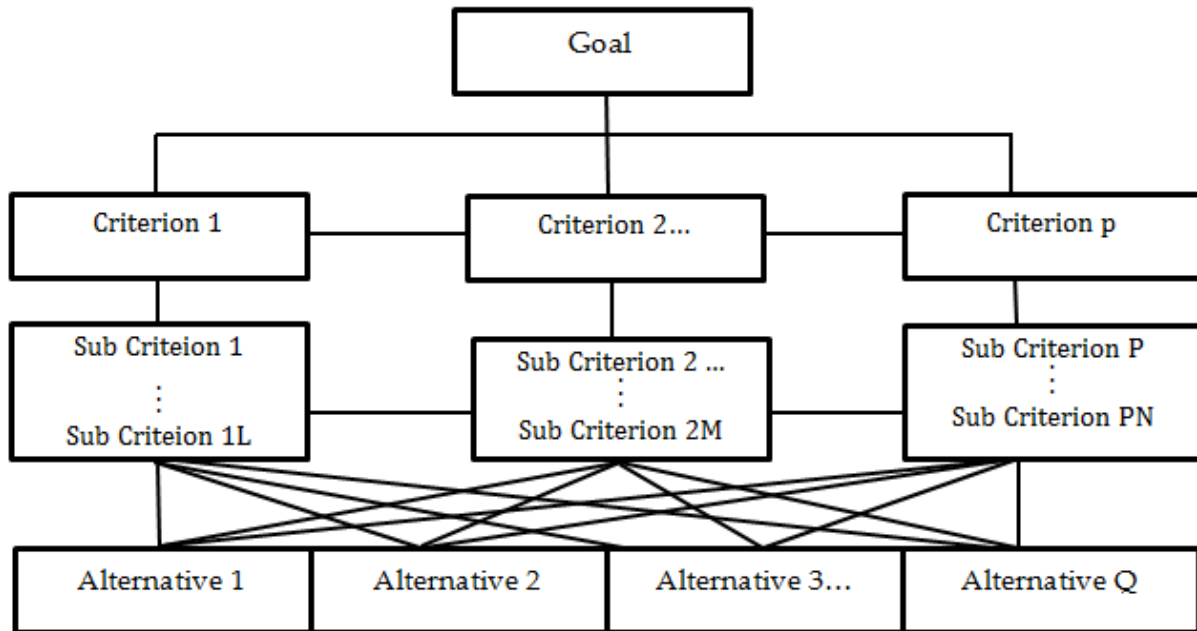 Goal
Criterion 1
Criterion 2...
Criterion p
Sub Criteion 1
⋮
Sub Criteion 1L
Sub Criterion 2 ...
⋮
Sub Criterion 2M
Sub Criterion P
⋮
Sub Criterion PN
Alternative 1
Alternative 2
Alternative 3...
Alternative Q